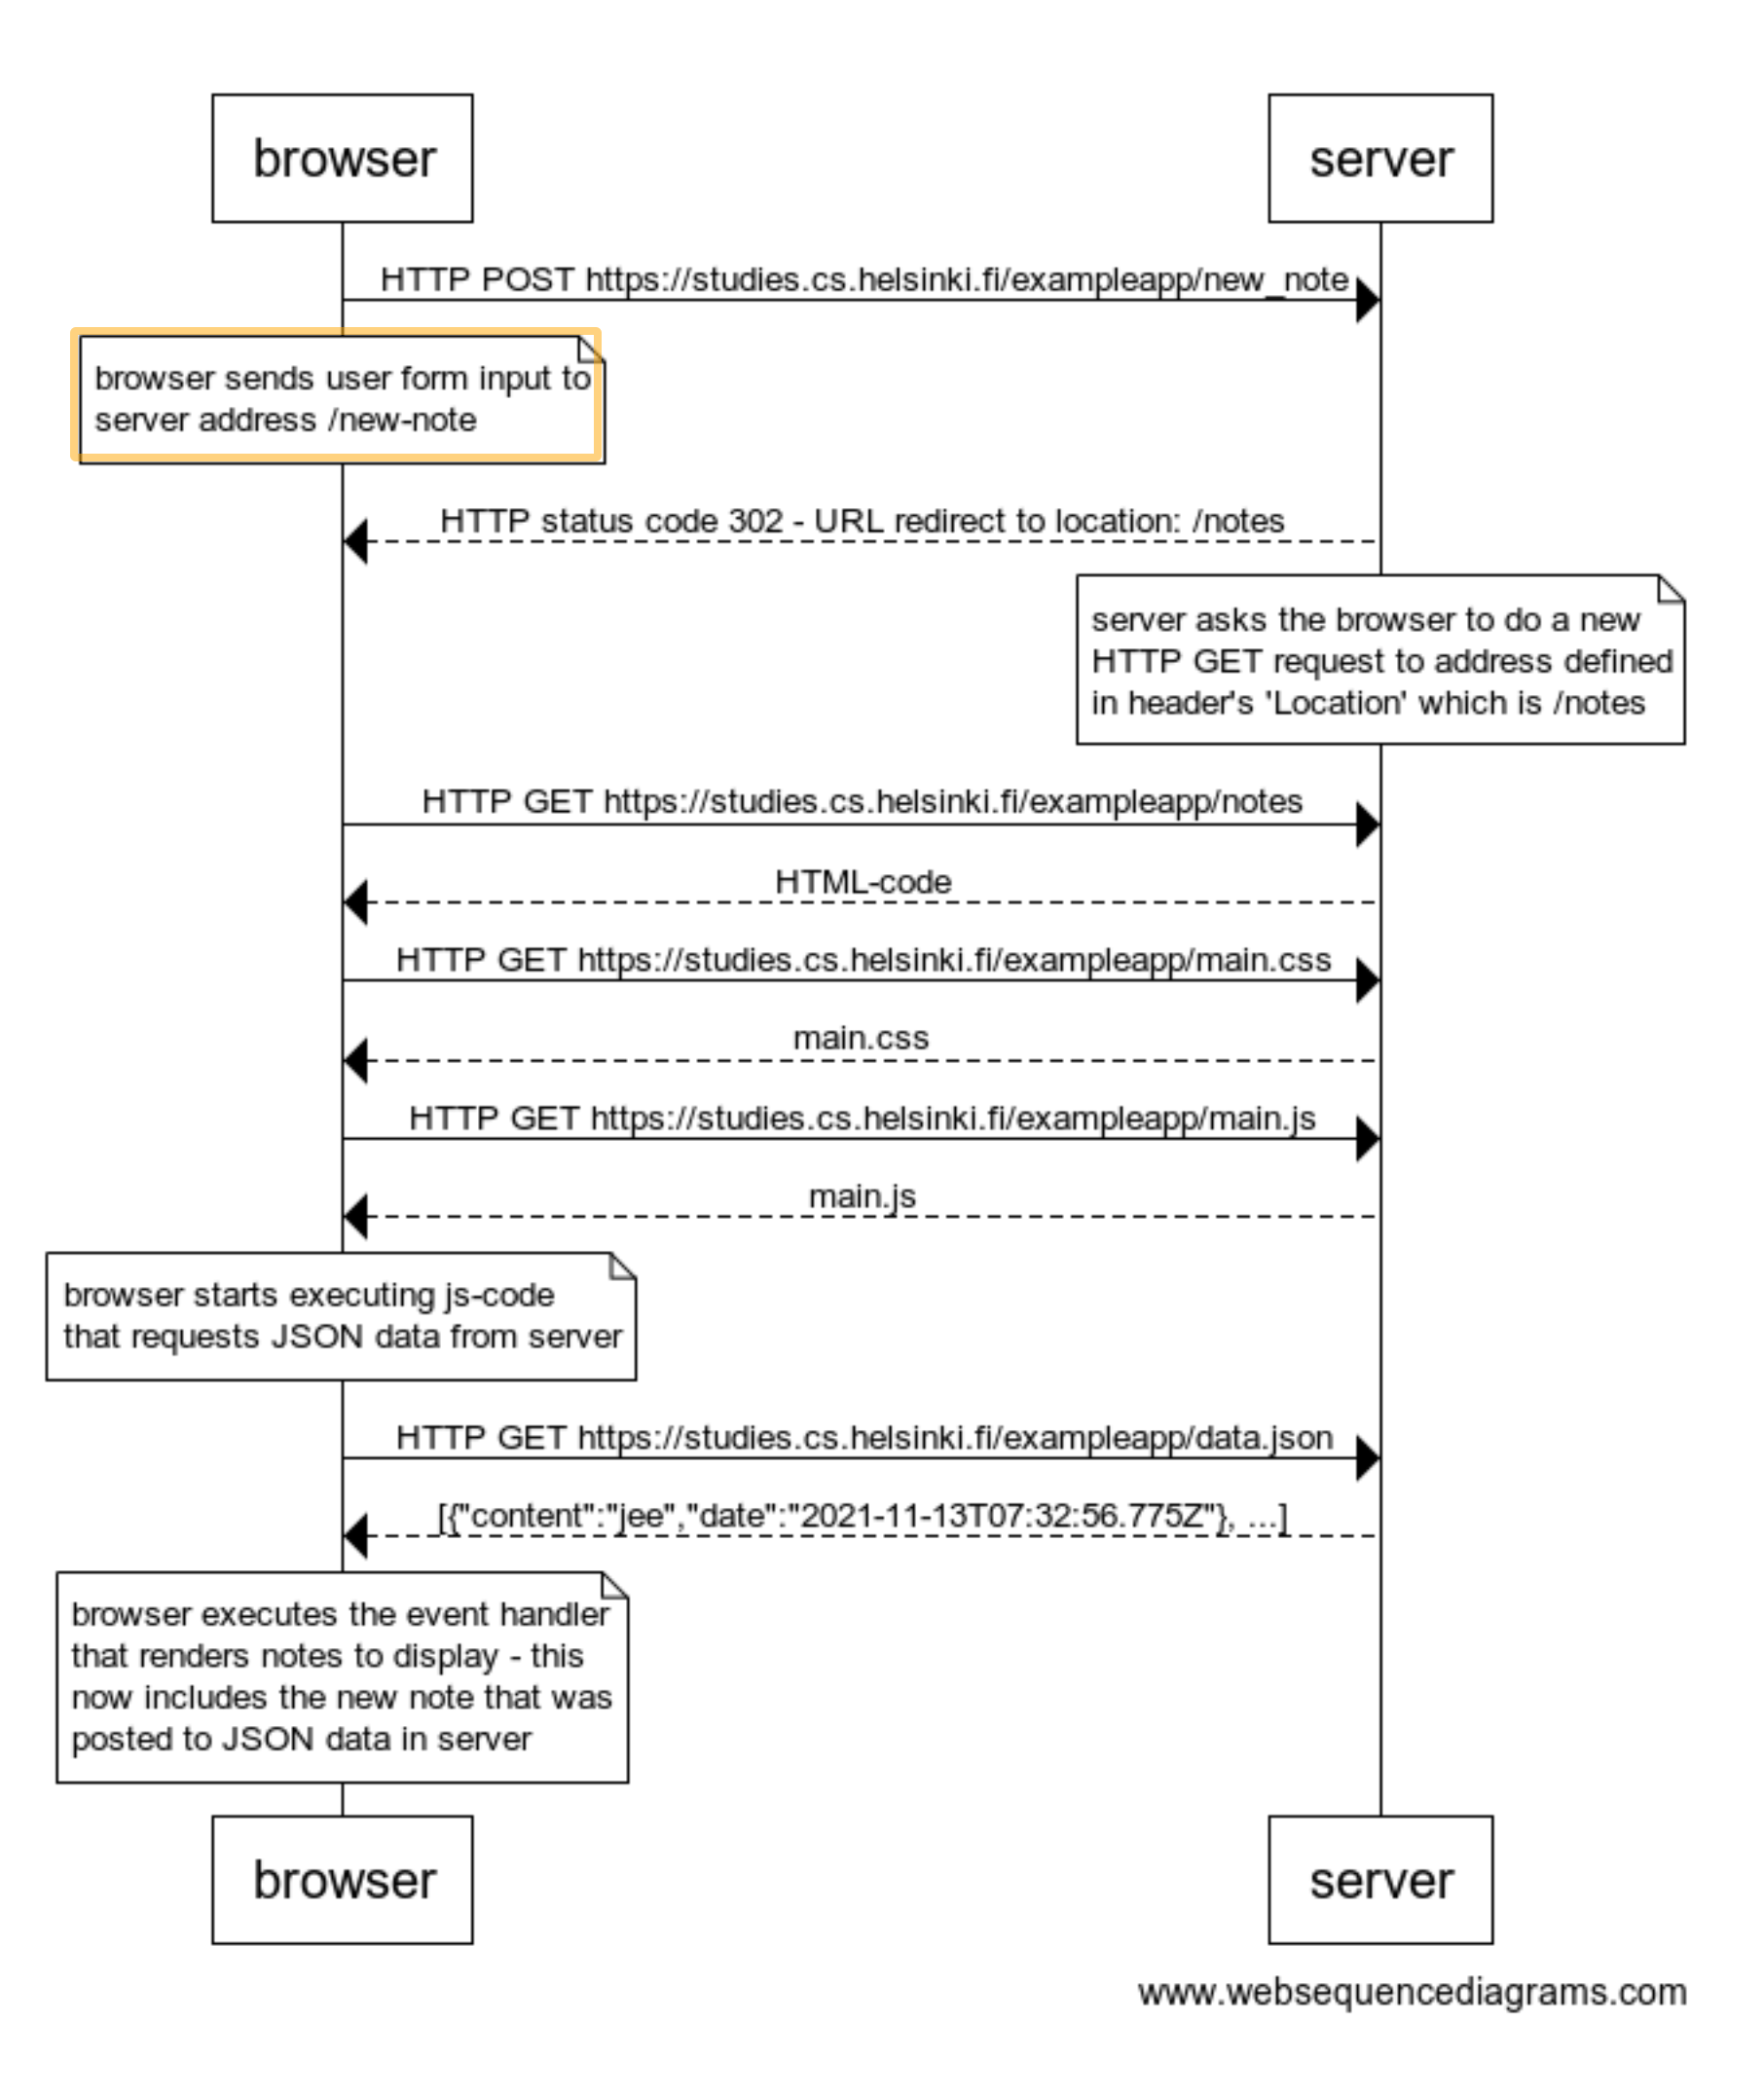 browser
server
HTTP POST https://studies.cs.helsinki.fi/exampleapp/new_note
browser sends user form input to
server address /new-note
HTTP status code 302 - URL redirect to location: /notes
server asks the browser to do a new
HTTP GET request to address defined
in header's 'Location' which is /notes
HTTP GET https://studies.cs.helsinki.fi/exampleapp/notes
HTML-code
HTTP GET https://studies.cs.helsinki.fi/exampleapp/main.css
main.css
HTTP GET https://studies.cs.helsinki.fi/exampleapp/main.js
main.js
browser starts executing js-code
that requests JSON data from server
HTTP GET https://studies.cs.helsinki.fi/exampleapp/data.json
[{"content":"jee","date":"2021-11-13T07:32:56.775Z"}, ...]
browser executes the event handler
that renders notes to display - this
now includes the new note that was
posted to JSON data in server
browser
server
www.websequencediagrams.com